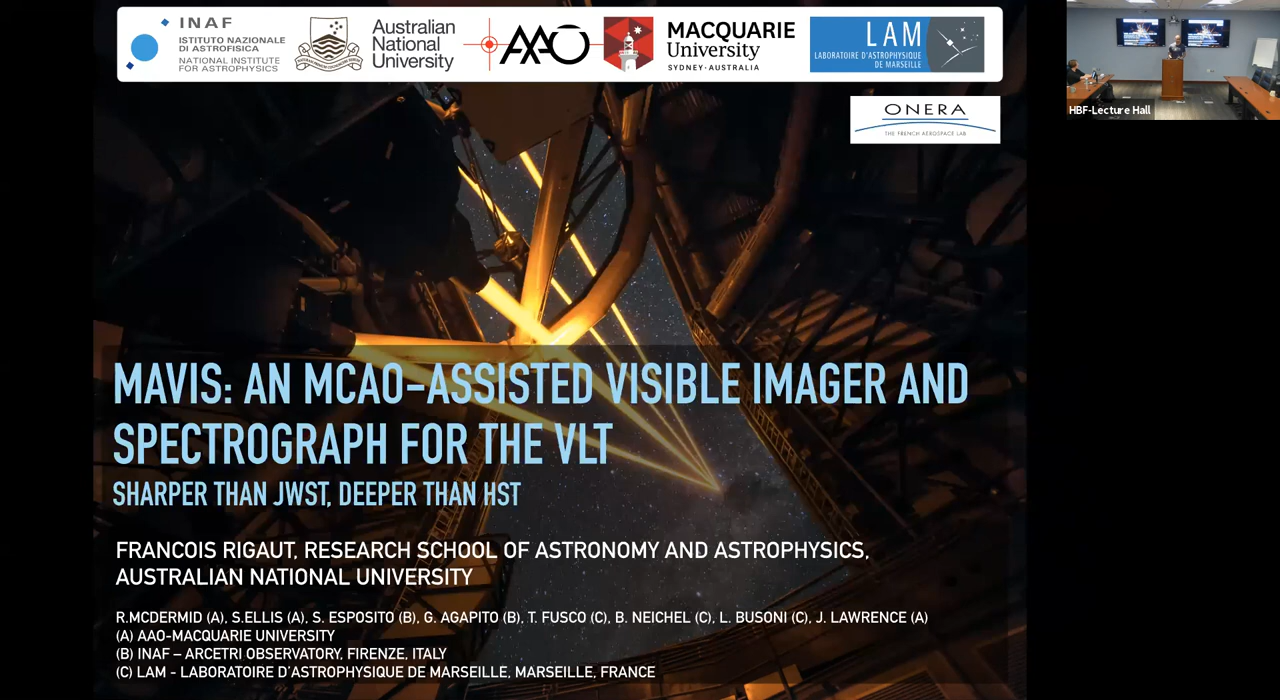 INAF
ISTITUTO NAZIONALE
DI ASTROFISICA
NATIONAL INSTITUTE
FOR ASTROPHYSICS
Australian
National
University
AAO
MACQUARIE
University
SYDNEY·AUSTRALIA
LAM
LABORATOIRE D'ASTROPHYSIQUE
DE MARSEILLE
HBF-Lecture Hall
ONERA
THE FRENCH AEROSPACE LAB
MAVIS: AN MCAO-ASSISTED VISIBLE IMAGER AND
SPECTROGRAPH FOR THE VLT
SHARPER THAN JWST, DEEPER THAN HST
FRANCOIS RIGAUT, RESEARCH SCHOOL OF ASTRONOMY AND ASTROPHYSICS,
AUSTRALIAN NATIONAL UNIVERSITY
R.MCDERMID (A), S.ELLIS (A), S. ESPOSITO (B), G. AGAPITO (B), T. FUSCO (C), B. NEICHEL (C), L. BUSONI (C), J. LAWRENCE (A)
(A) AAO-MACQUARIE UNIVERSITY
(B) INAF – ARCETRI OBSERVATORY, FIRENZE, ITALY
(C) LAM - LABORATOIRE D'ASTROPHYSIQUE DE MARSEILLE, MARSEILLE, FRANCE